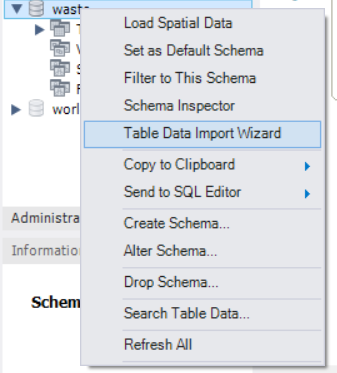 waste
Load Spatial Data
Set as Default Schema
Filter to This Schema
Schema Inspector
Table Data Import Wizard
Copy to Clipboard
Send to SQL Editor
Create Schema...
Alter Schema...
Drop Schema...
Search Table Data...
Refresh All
worl
Administra
Informatio
Schem